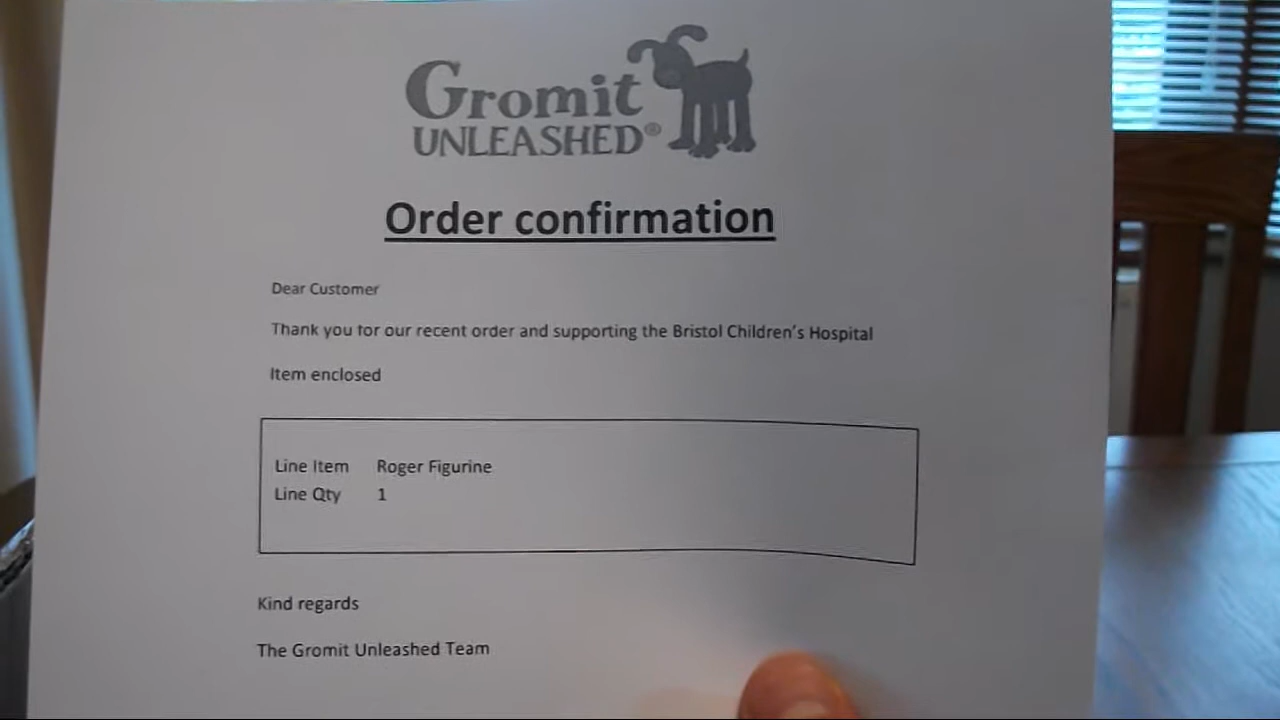 Gromit
UNLEASHED®
Order confirmation
Dear Customer
Thank you for our recent order and supporting the Bristol Children's Hospital
Item enclosed
Line Item Roger Figurine
Line Qty 1
Kind regards
The Gromit Unleashed Team